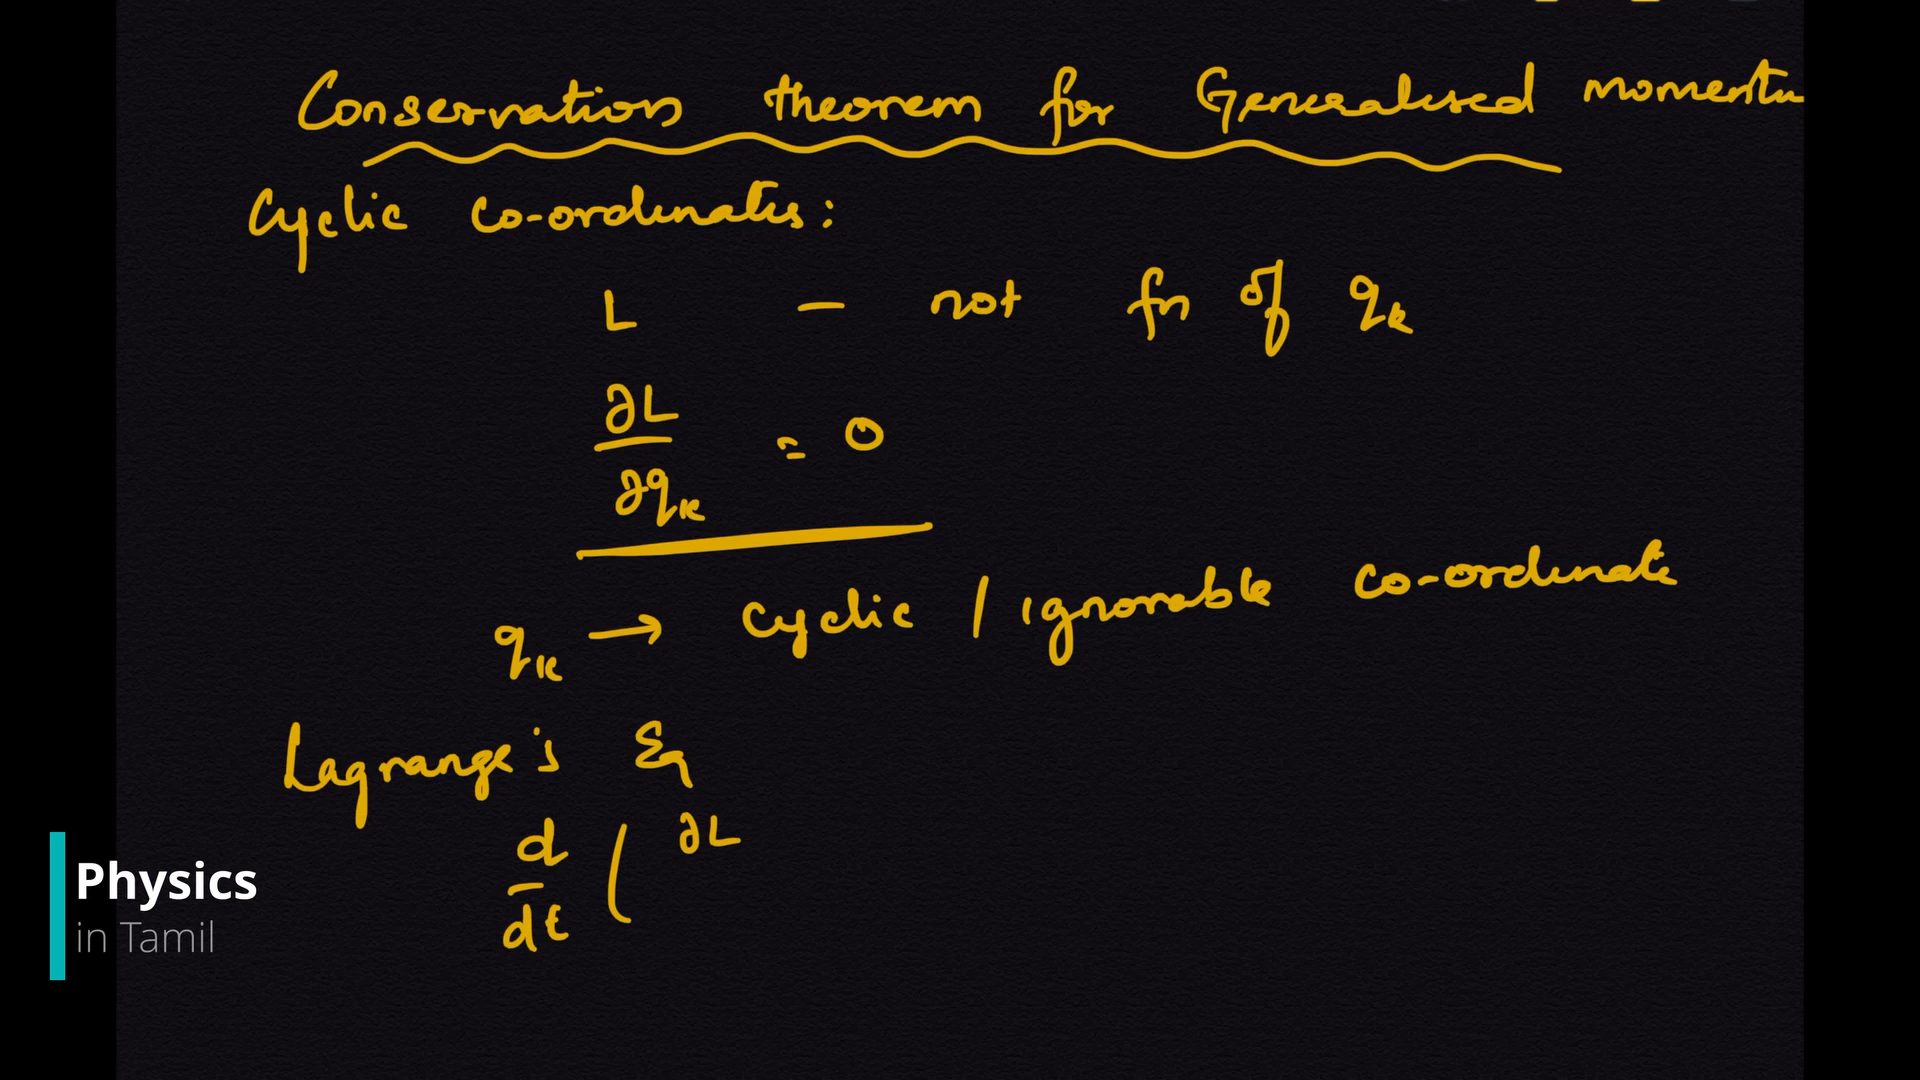 Conservation theorem for Generalised momentu
Cyclic co-ordinates:
L - not fn of qk
∂L
∂qk = 0
qk → cyclic / ignorable co-ordinate
Lagrange's Eq
d
dt ( ∂L
Physics
in Tamil